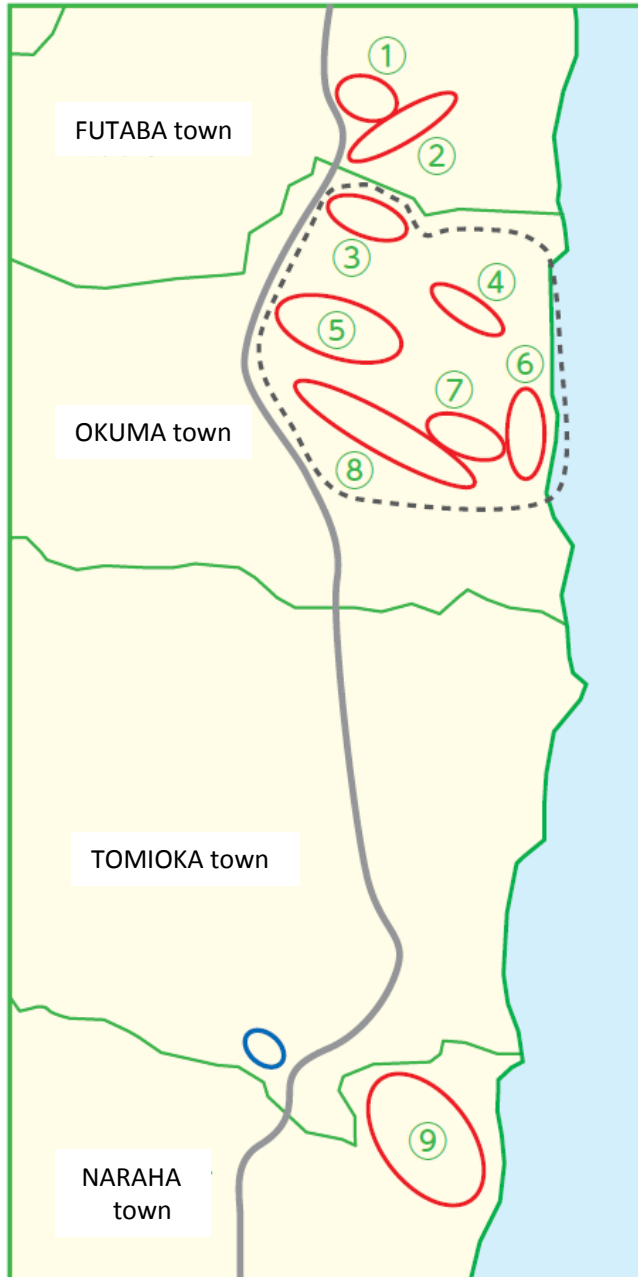 ①
FUTABA town
②
③
④
⑤
⑥
OKUMA town
⑦
⑧
TOMIOKA town
⑨
NARAHA
town